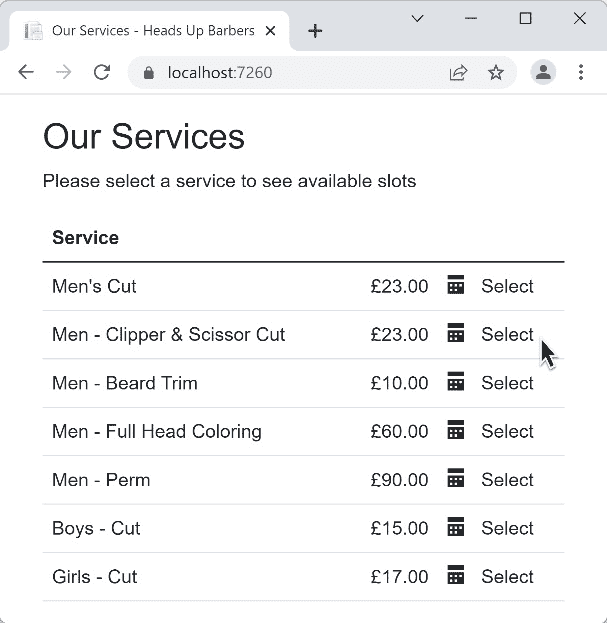 Our Services - Heads Up Barbers
localhost:7260
Our Services
Please select a service to see available slots
Service
Men's Cut £23.00 Select
Men - Clipper & Scissor Cut £23.00 Select
Men - Beard Trim £10.00 Select
Men - Full Head Coloring £60.00 Select
Men - Perm £90.00 Select
Boys - Cut £15.00 Select
Girls - Cut £17.00 Select